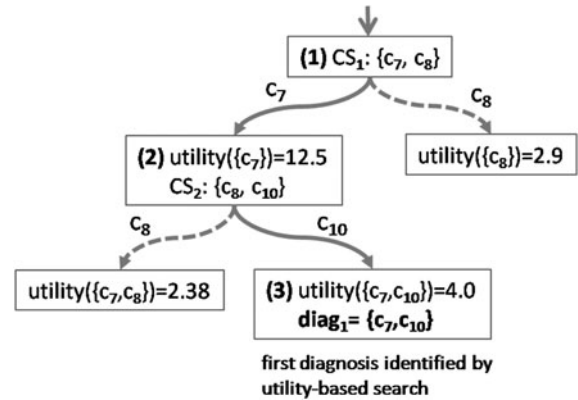 (1) CS₁: {c₇, c₈}
c₇
c₈
(2) utility({c₇})=12.5
CS₂: {c₈, c₁₀}
utility({c₈})=2.9
c₈
c₁₀
utility({c₇,c₈})=2.38
(3) utility({c₇,c₁₀})=4.0
diag₁= {c₇,c₁₀}
first diagnosis identified by
utility-based search